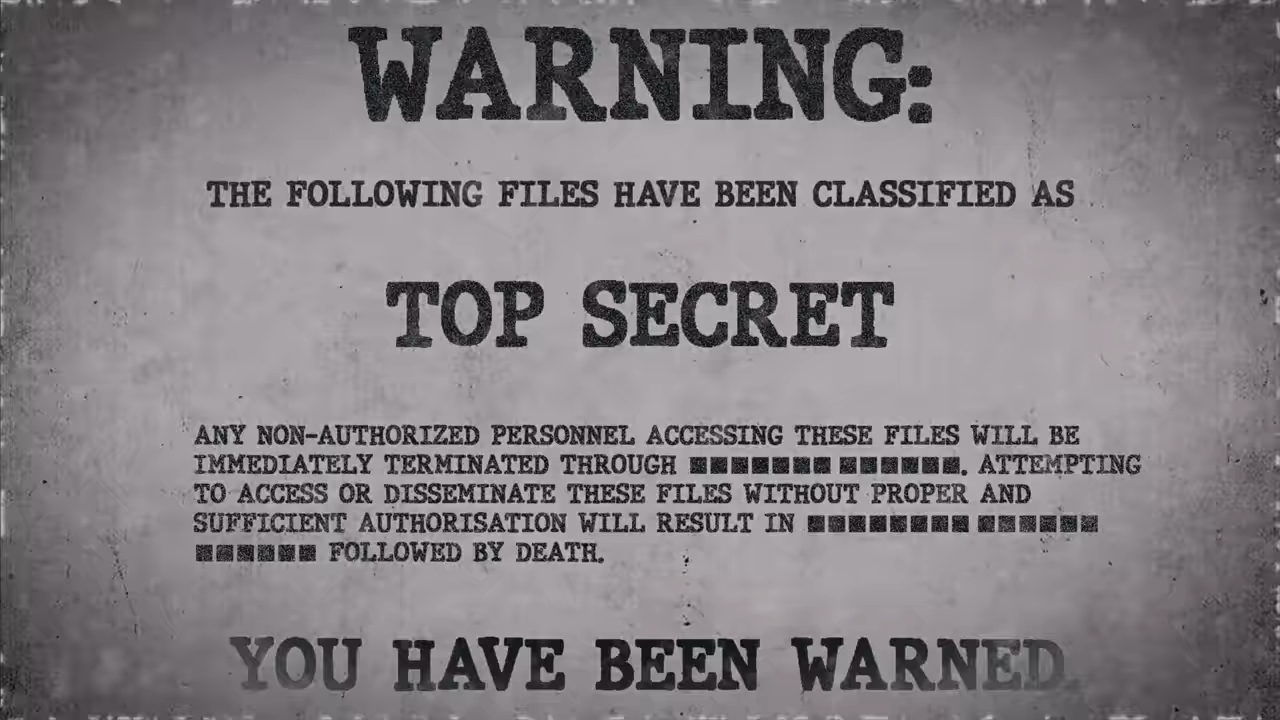 WARNING:
THE FOLLOWING FILES HAVE BEEN CLASSIFIED AS
TOP SECRET
ANY NON-AUTHORIZED PERSONNEL ACCESSING THESE FILES WILL BE
IMMEDIATELY TERMINATED THROUGH ■■■■■■■ ■■■■■■. ATTEMPTING
TO ACCESS OR DISSEMINATE THESE FILES WITHOUT PROPER AND
SUFFICIENT AUTHORISATION WILL RESULT IN ■■■■■■■■ ■■■■■■
■■■■■■ FOLLOWED BY DEATH.
YOU HAVE BEEN WARNED.